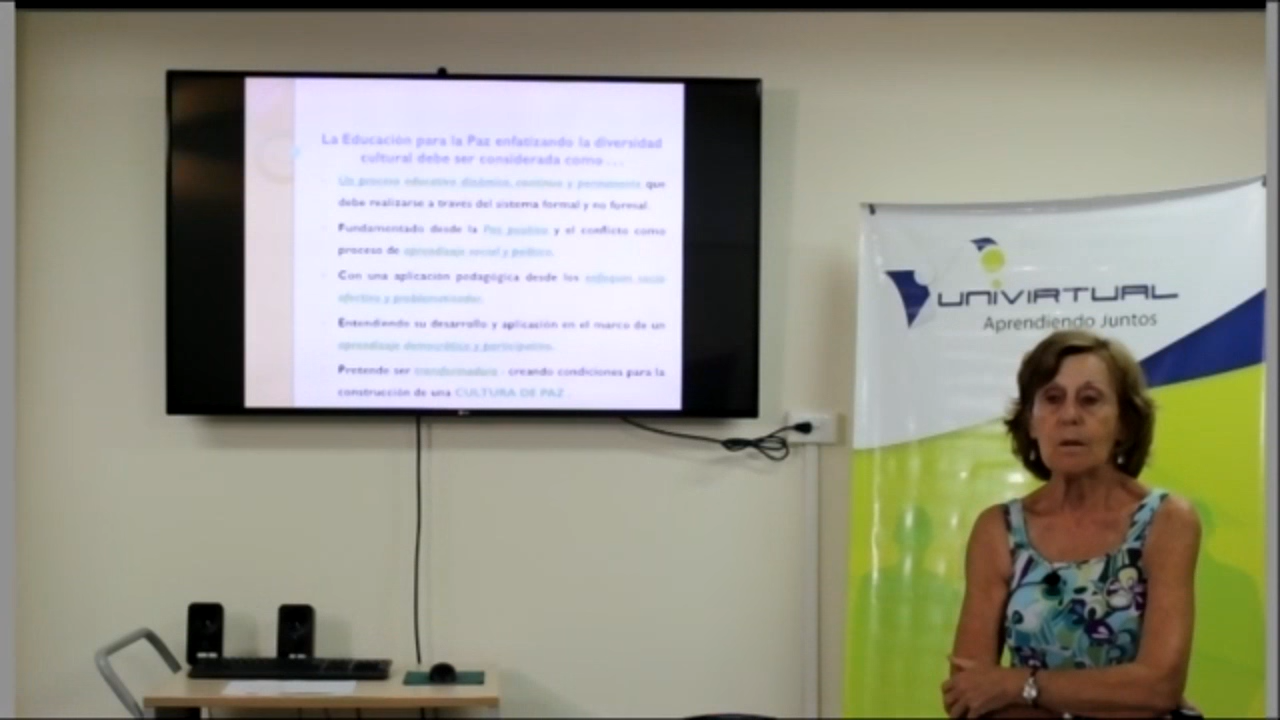 La Educación para la Paz enfatizando la diversidad
cultural debe ser considerada como . . .
Un proceso educativo dinámico, continuo y permanente que
debe realizarse a traves del sistema formal y no formal.
Fundamentado desde la Paz positiva y el conflicto como
proceso de aprendizaje social y político.
Con una aplicación pedagógica desde los enfoques socio
afectivo y problematizador.
Entendiendo su desarrollo y aplicación en el marco de un
aprendizaje democrático y participativo.
Pretende ser transformadora - creando condiciones para la
construcción de una CULTURA DE PAZ .
UNIVIRTUAL
Aprendiendo Juntos